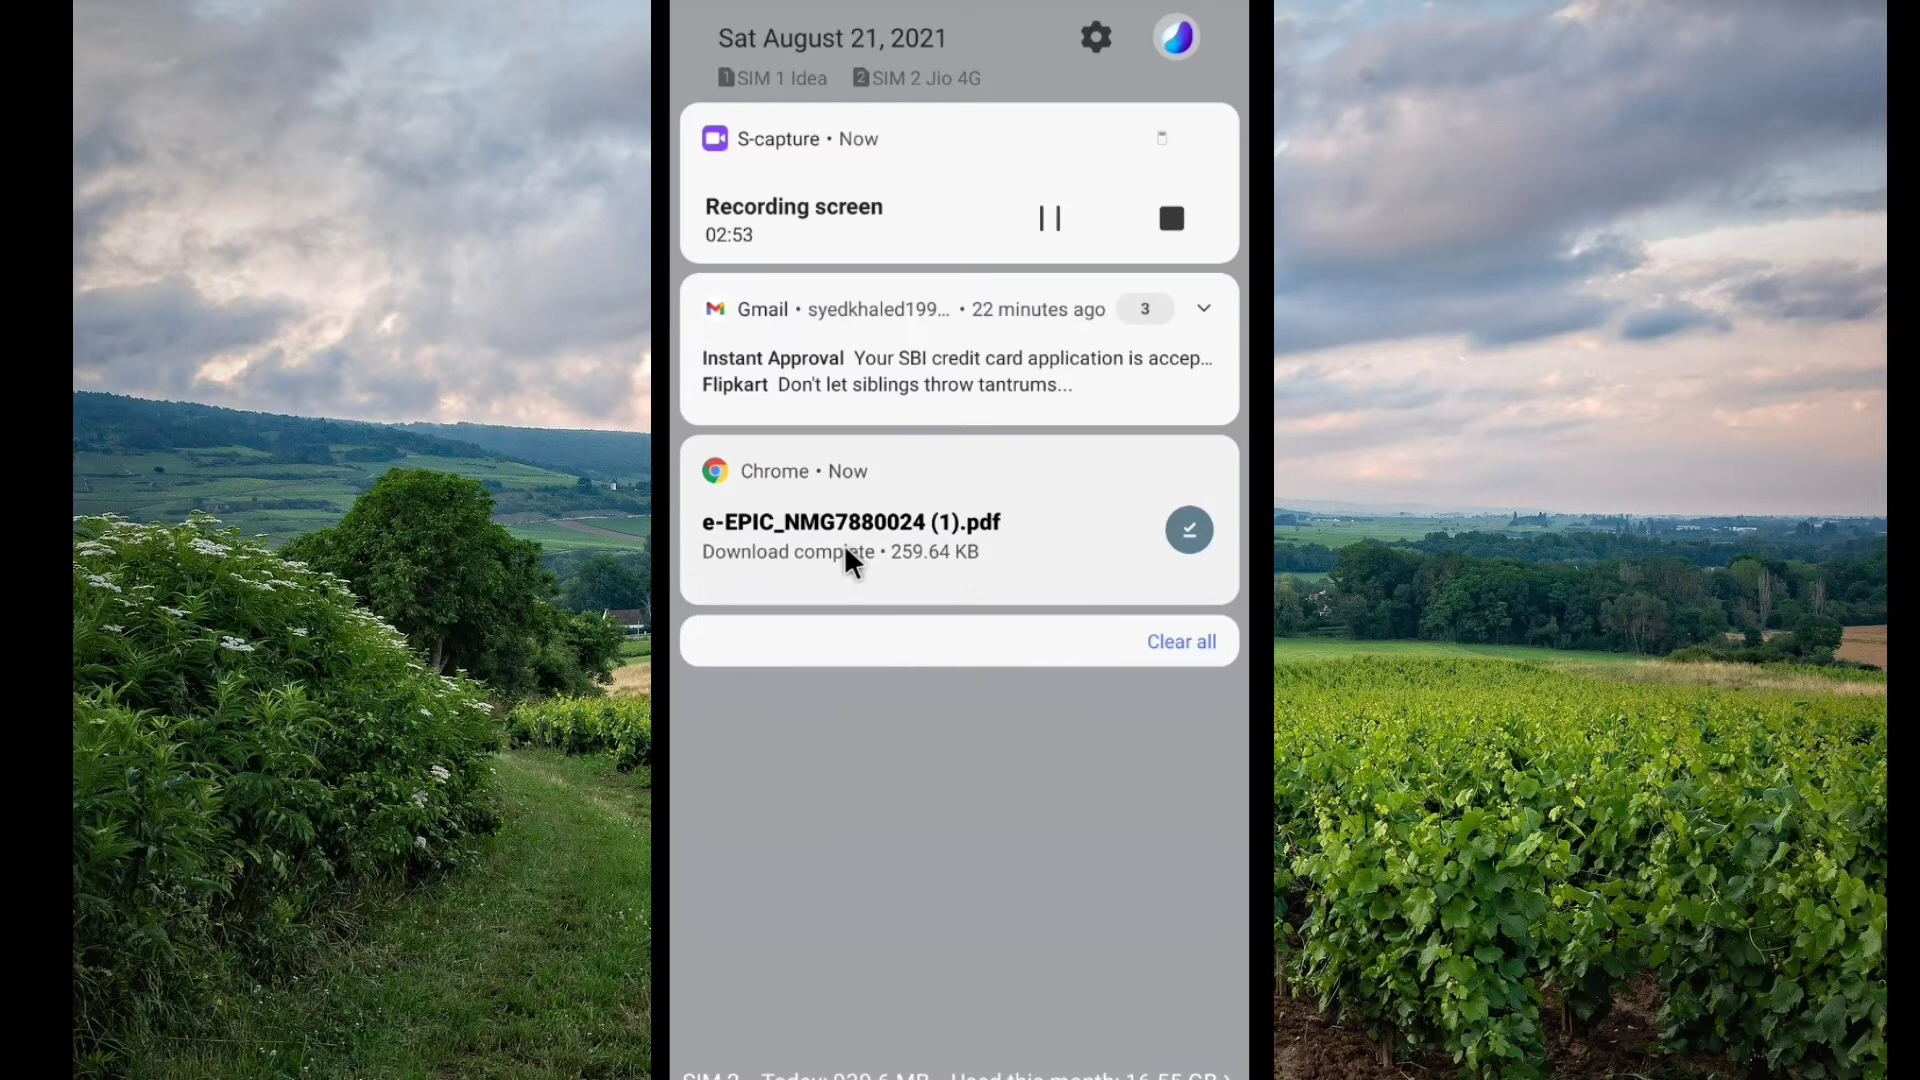 Sat August 21, 2021
1 SIM 1 Idea 2 SIM 2 Jio 4G
S-capture • Now
Recording screen
02:53
Gmail • syedkhaled199... • 22 minutes ago 3
Instant Approval Your SBI credit card application is accep...
Flipkart Don't let siblings throw tantrums...
Chrome • Now
e-EPIC_NMG7880024 (1).pdf
Download complete • 259.64 KB
Clear all